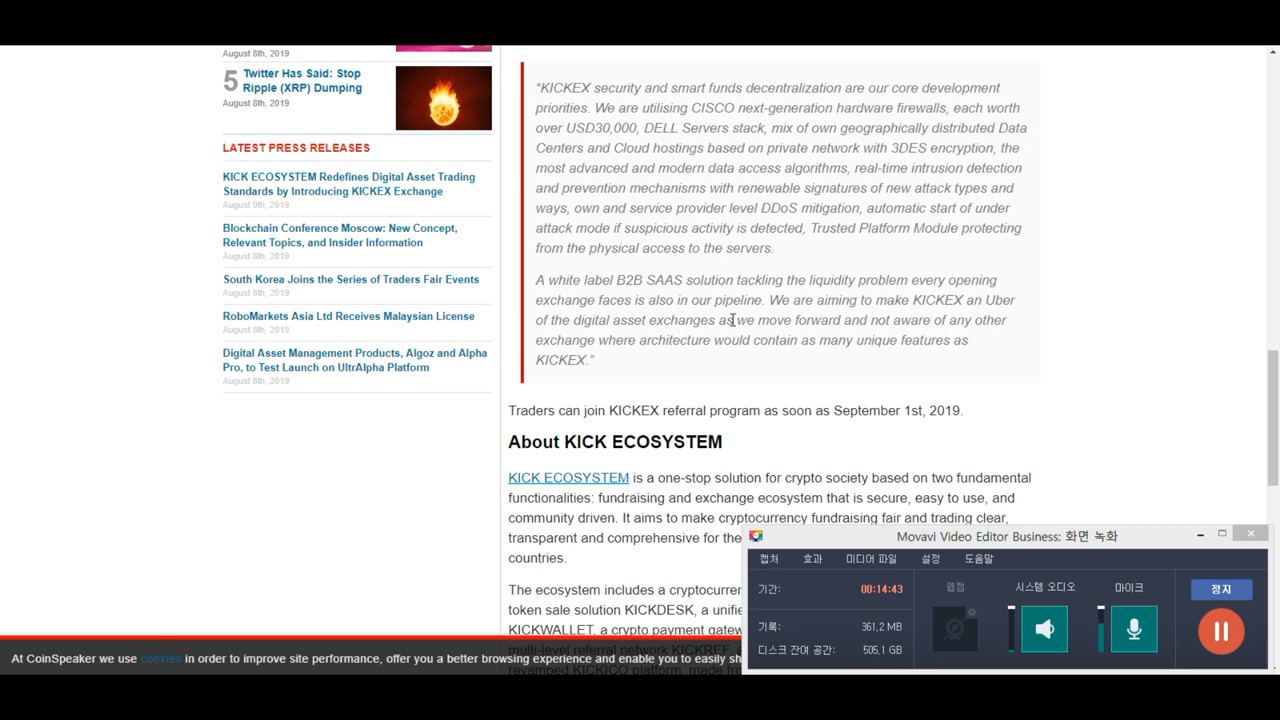 August 8th, 2019
5 Twitter Has Said: Stop
Ripple (XRP) Dumping
August 8th, 2019
LATEST PRESS RELEASES
KICK ECOSYSTEM Redefines Digital Asset Trading
Standards by Introducing KICKEX Exchange
August 9th, 2019
Blockchain Conference Moscow: New Concept,
Relevant Topics, and Insider Information
August 8th, 2019
South Korea Joins the Series of Traders Fair Events
August 8th, 2019
RoboMarkets Asia Ltd Receives Malaysian License
August 8th, 2019
Digital Asset Management Products, Algoz and Alpha
Pro, to Test Launch on UltrAlpha Platform
August 8th, 2019
“KICKEX security and smart funds decentralization are our core development
priorities. We are utilising CISCO next-generation hardware firewalls, each worth
over USD30,000, DELL Servers stack, mix of own geographically distributed Data
Centers and Cloud hostings based on private network with 3DES encryption, the
most advanced and modern data access algorithms, real-time intrusion detection
and prevention mechanisms with renewable signatures of new attack types and
ways, own and service provider level DDoS mitigation, automatic start of under
attack mode if suspicious activity is detected, Trusted Platform Module protecting
from the physical access to the servers.
A white label B2B SAAS solution tackling the liquidity problem every opening
exchange faces is also in our pipeline. We are aiming to make KICKEX an Uber
of the digital asset exchanges as we move forward and not aware of any other
exchange where architecture would contain as many unique features as
KICKEX.”
Traders can join KICKEX referral program as soon as September 1st, 2019.
About KICK ECOSYSTEM
KICK ECOSYSTEM is a one-stop solution for crypto society based on two fundamental
functionalities: fundraising and exchange ecosystem that is secure, easy to use, and
community driven. It aims to make cryptocurrency fundraising fair and trading clear,
transparent and comprehensive for the
countries.
The ecosystem includes a cryptocurre
token sale solution KICKDESK, a unifie
KICKWALLET, a crypto payment gatew
multi-level referral network KICKREF, a
revamped KICKICO platform, made fro
At CoinSpeaker we use cookies in order to improve site performance, offer you a better browsing experience and enable you to easily sh
Movavi Video Editor Business: 화면 녹화
캡처 효과 미디어 파일 설정 도움말
기간: 00:14:43
기록: 361,2 MB
디스크 잔여 공간: 505,1 GB
웹캠 시스템 오디오 마이크
정지